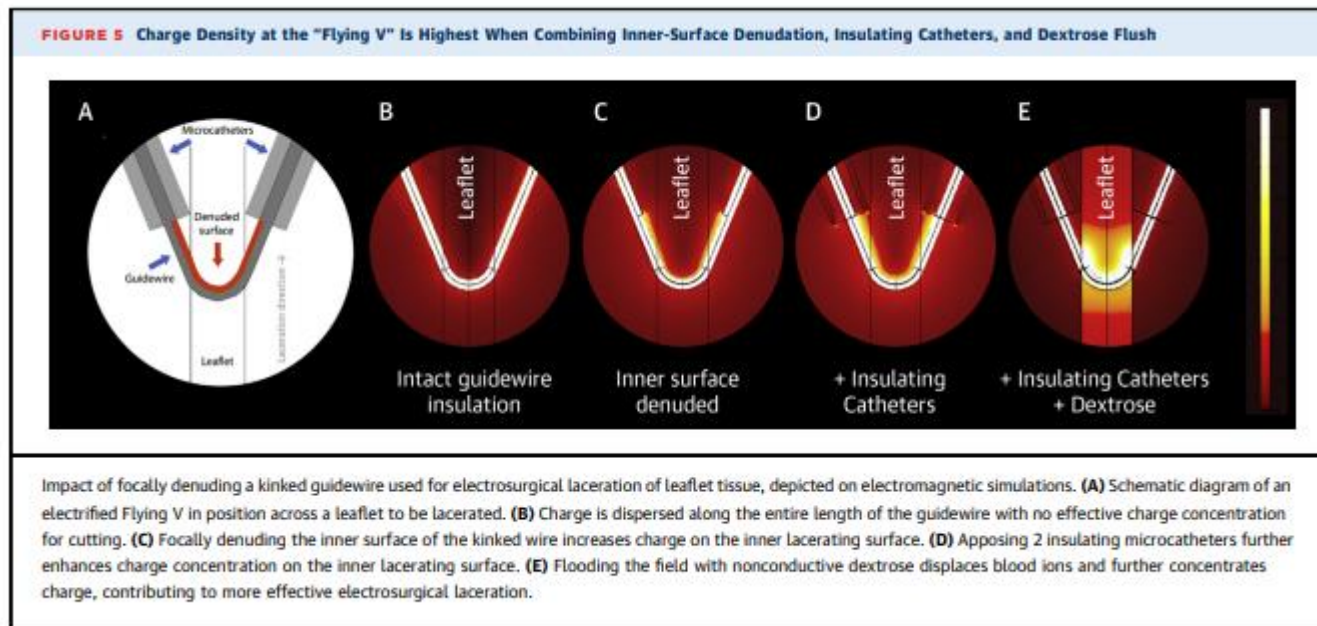 FIGURE 5 Charge Density at the "Flying V" Is Highest When Combining Inner-Surface Denudation, Insulating Catheters, and Dextrose Flush
A
Microcatheters
Denuded
surface
Guidewire
Laceration direction →
Leaflet
B
Leaflet
Intact guidewire
insulation
C
Leaflet
Inner surface
denuded
D
Leaflet
+ Insulating
Catheters
E
Leaflet
+ Insulating Catheters
+ Dextrose
Impact of focally denuding a kinked guidewire used for electrosurgical laceration of leaflet tissue, depicted on electromagnetic simulations. (A) Schematic diagram of an
electrified Flying V in position across a leaflet to be lacerated. (B) Charge is dispersed along the entire length of the guidewire with no effective charge concentration
for cutting. (C) Focally denuding the inner surface of the kinked wire increases charge on the inner lacerating surface. (D) Apposing 2 insulating microcatheters further
enhances charge concentration on the inner lacerating surface. (E) Flooding the field with nonconductive dextrose displaces blood ions and further concentrates
charge, contributing to more effective electrosurgical laceration.